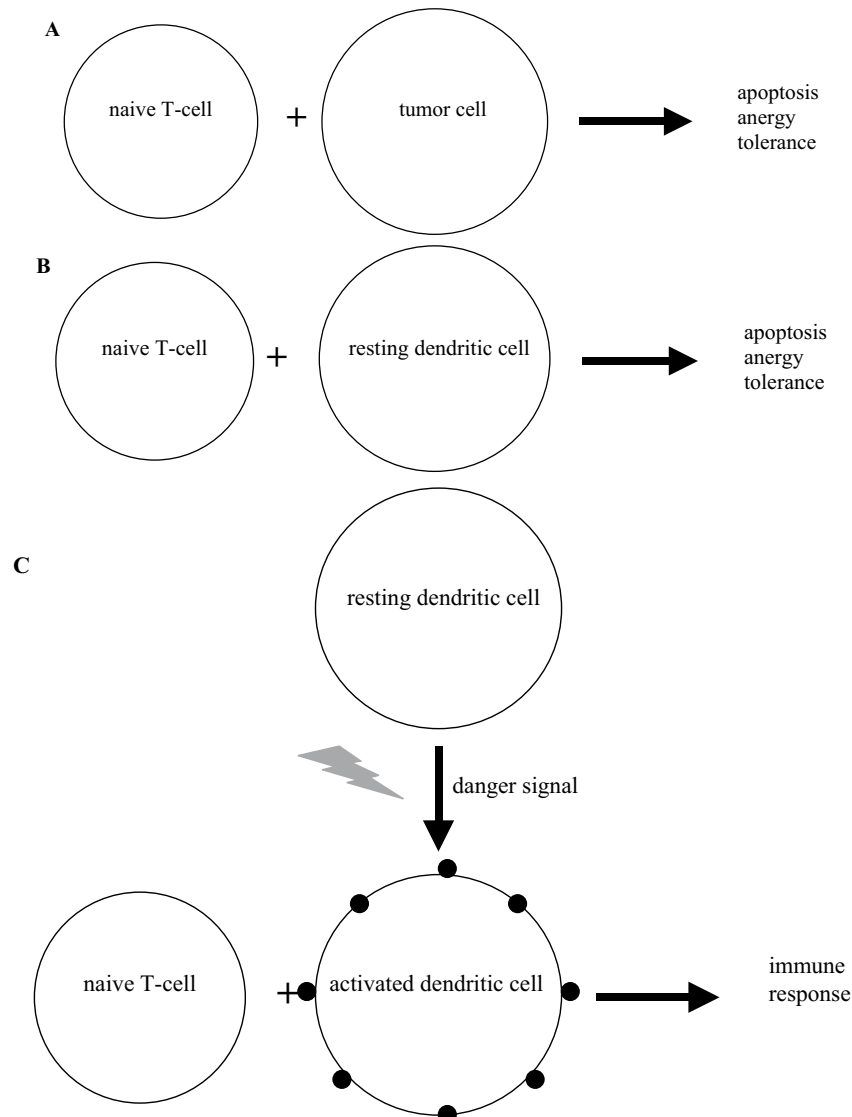 A
naive T-cell + tumor cell
apoptosis
anergy
tolerance
B
naive T-cell + resting dendritic cell
apoptosis
anergy
tolerance
C
resting dendritic cell
danger signal
naive T-cell + activated dendritic cell
immune
response